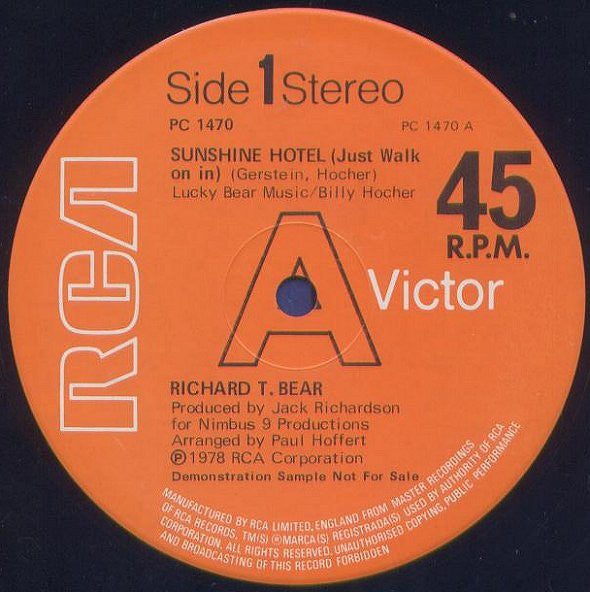 Side 1 Stereo
PC 1470
PC 1470 A
SUNSHINE HOTEL (Just Walk
on in) (Gerstein, Hocher)
Lucky Bear Music/Billy Hocher
45
R.P.M.
RCA
A
Victor
RICHARD T. BEAR
Produced by Jack Richardson
for Nimbus 9 Productions
Arranged by Paul Hoffert
Ⓟ1978 RCA Corporation
Demonstration Sample Not For Sale
MANUFACTURED BY RCA LIMITED, ENGLAND FROM MASTER RECORDINGS
OF RCA RECORDS, TM(S) ® MARCA(S) REGISTRADA(S) USED BY AUTHORITY OF RCA
CORPORATION, ALL RIGHTS RESERVED. UNAUTHORISED COPYING, PUBLIC PERFORMANCE
AND BROADCASTING OF THIS RECORD FORBIDDEN